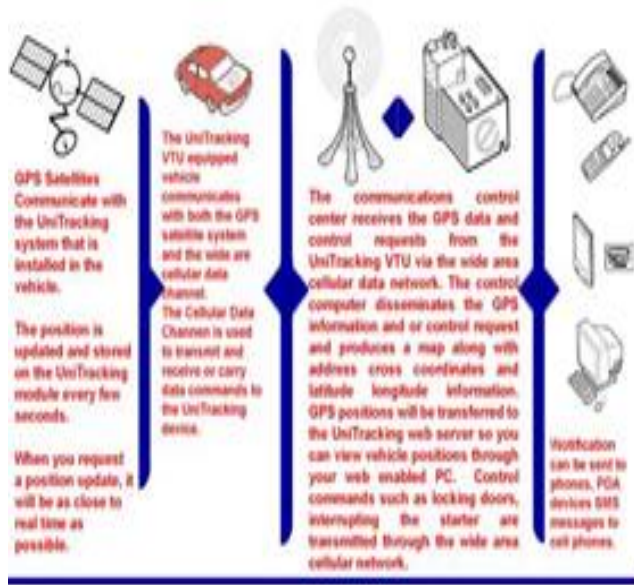 GPS Satellites
Communicate with
the UniTracking
system that is
installed in the
vehicle.
The position is
updated and stored
on the UniTracking
module every few
seconds.
When you request
a position update, it
will be as close to
real time as
possible.
The UniTracking
VTU equipped
vehicle
communicates
with both the GPS
satellite system
and the wide are
cellular data
channel.
The Cellular Data
Channen is used
to transmit and
receive or carry
data commands to
the UniTracking
device.
The communications control
center receives the GPS data and
control requests from the
UniTracking VTU via the wide area
cellular data network. The control
computer disseminates the GPS
information and or control request
and produces a map along with
address cross coordinates and
latitude longitude information.
GPS positions will be transferred to
the UniTracking web server so you
can view vehicle positions through
your web enabled PC. Control
commands such as locking doors,
interrupting the starter are
transmitted through the wide area
cellular network.
can be sent to
phones, PDA
devices SMS
messages to
cell phones.